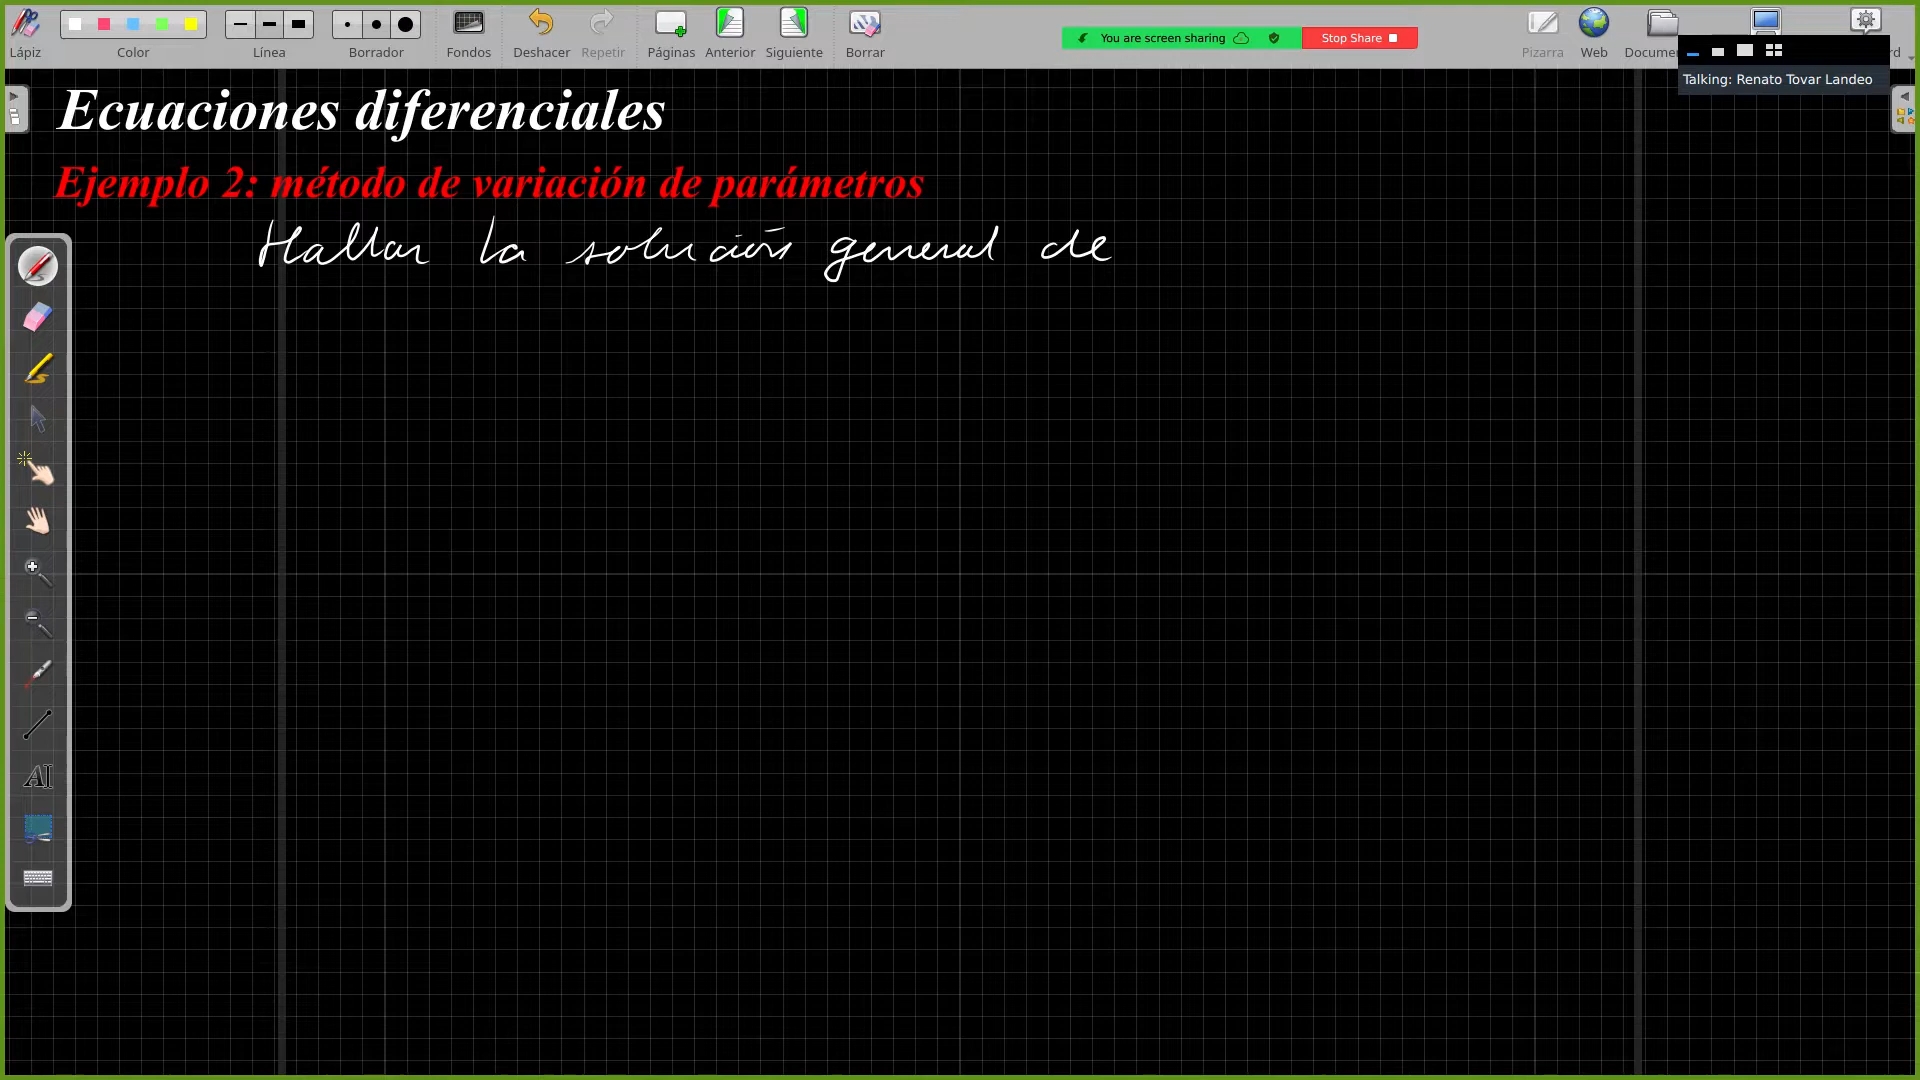 Lápiz Color Línea Borrador Fondos Deshacer Repetir Páginas Anterior Siguiente Borrar
You are screen sharing Stop Share
Pizarra Web
Talking: Renato Tovar Landeo
Ecuaciones diferenciales
Ejemplo 2: método de variación de parámetros
Hallar la solución general de